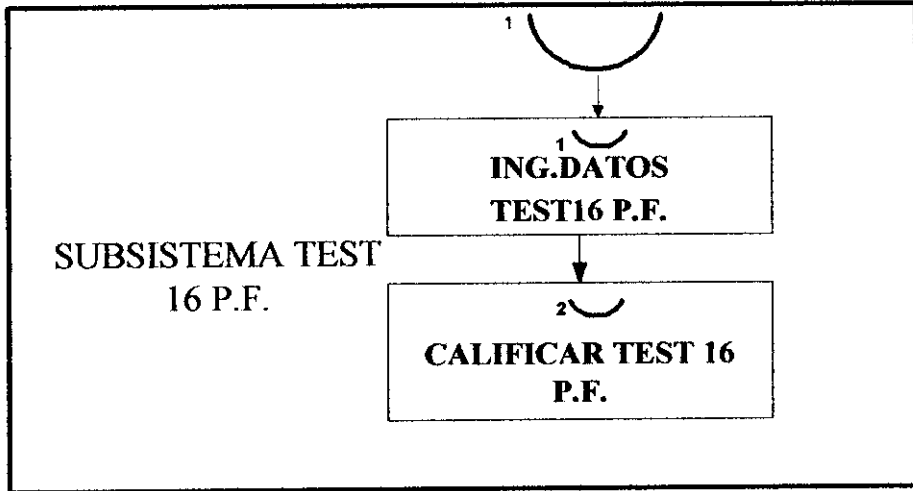 1
1
ING.DATOS
TEST16 P.F.
SUBSISTEMA TEST
16 P.F.
2
CALIFICAR TEST 16
P.F.